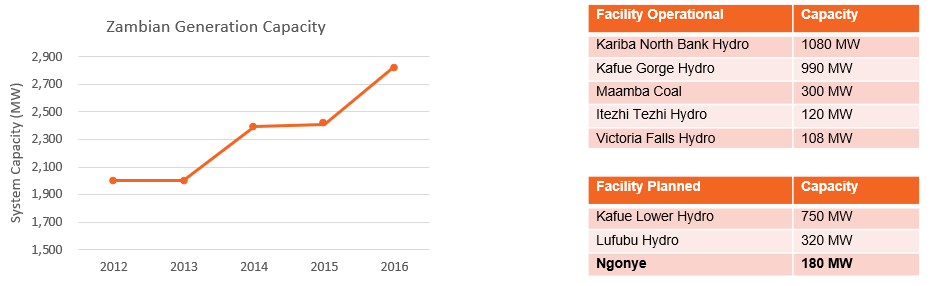 Zambian Generation Capacity
System Capacity (MW)
2,900
2,700
2,500
2,300
2,100
1,900
1,700
1,500
2012 2013 2014 2015 2016
Facility Operational Capacity
Kariba North Bank Hydro 1080 MW
Kafue Gorge Hydro 990 MW
Maamba Coal 300 MW
Itezhi Tezhi Hydro 120 MW
Victoria Falls Hydro 108 MW
Facility Planned Capacity
Kafue Lower Hydro 750 MW
Lufubu Hydro 320 MW
Ngonye 180 MW